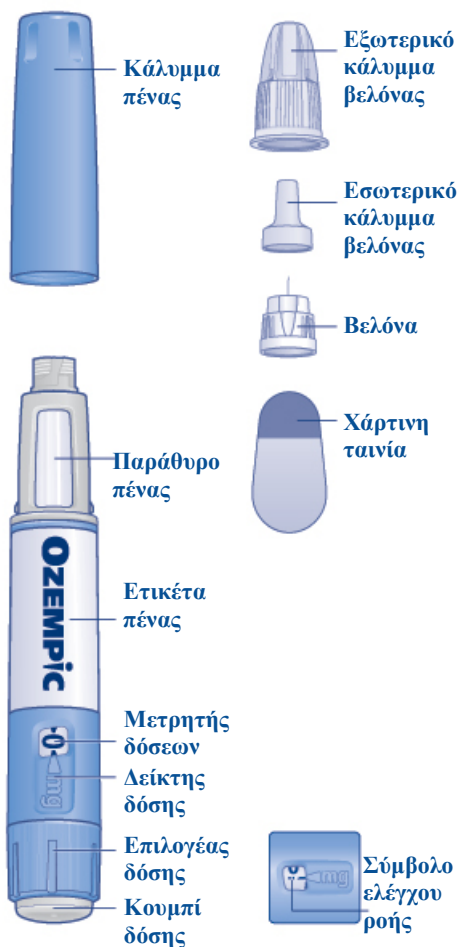 Κάλυμμα
πένας
Εξωτερικό
κάλυμμα
βελόνας
Εσωτερικό
κάλυμμα
βελόνας
Βελόνα
Χάρτινη
ταινία
Παράθυρο
πένας
OZEMPIC
Ετικέτα
πένας
Μετρητής
δόσεων
0
mg
Δείκτης
δόσης
Επιλογέας
δόσης
Κουμπί
δόσης
mg
Σύμβολο
ελέγχου
ροής